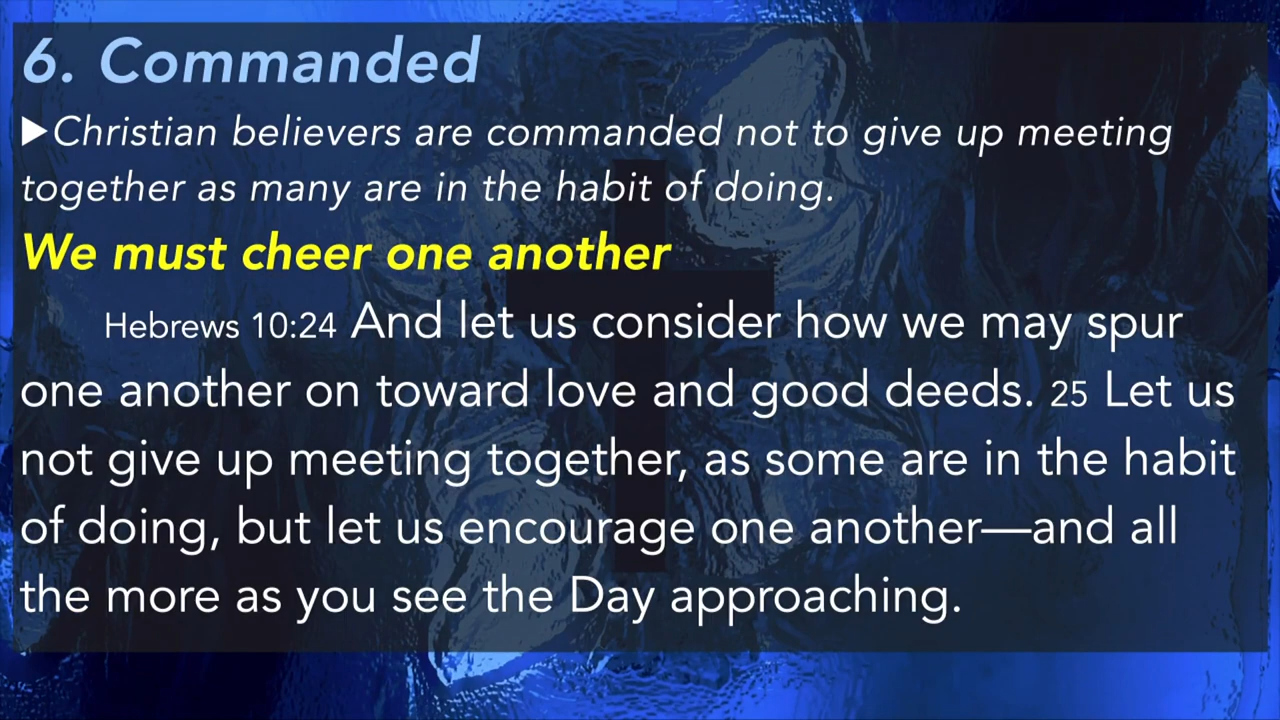 6. Commanded
▶Christian believers are commanded not to give up meeting
together as many are in the habit of doing.
We must cheer one another
Hebrews 10:24 And let us consider how we may spur
one another on toward love and good deeds. 25 Let us
not give up meeting together, as some are in the habit
of doing, but let us encourage one another—and all
the more as you see the Day approaching.